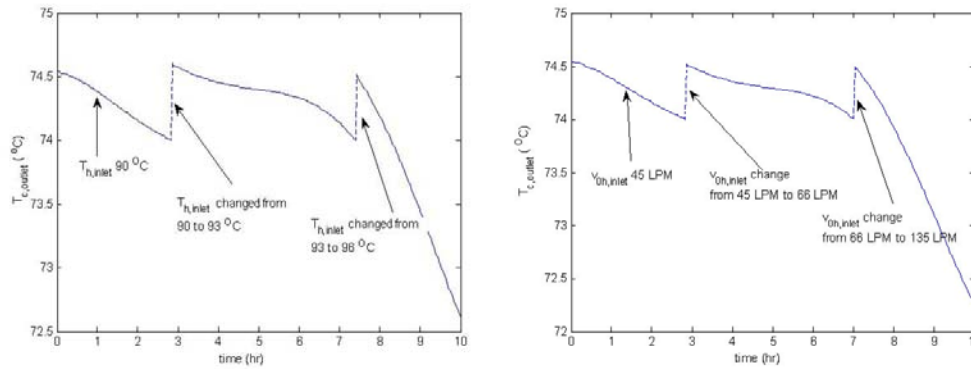 75
74.5
74
73.5
73
72.5
T_c,outlet (°C)
T_h,inlet 90 °C
T_h,inlet changed from
90 to 93 °C
T_h,inlet changed from
93 to 96 °C
0 1 2 3 4 5 6 7 8 9 10
time (hr)
75
74.5
74
73.5
73
72.5
72
T_c,outlet (°C)
v_0h,inlet 45 LPM
v_0h,inlet change
from 45 LPM to 66 LPM
v_0h,inlet change
from 66 LPM to 135 LPM
0 1 2 3 4 5 6 7 8 9 1
time (hr)